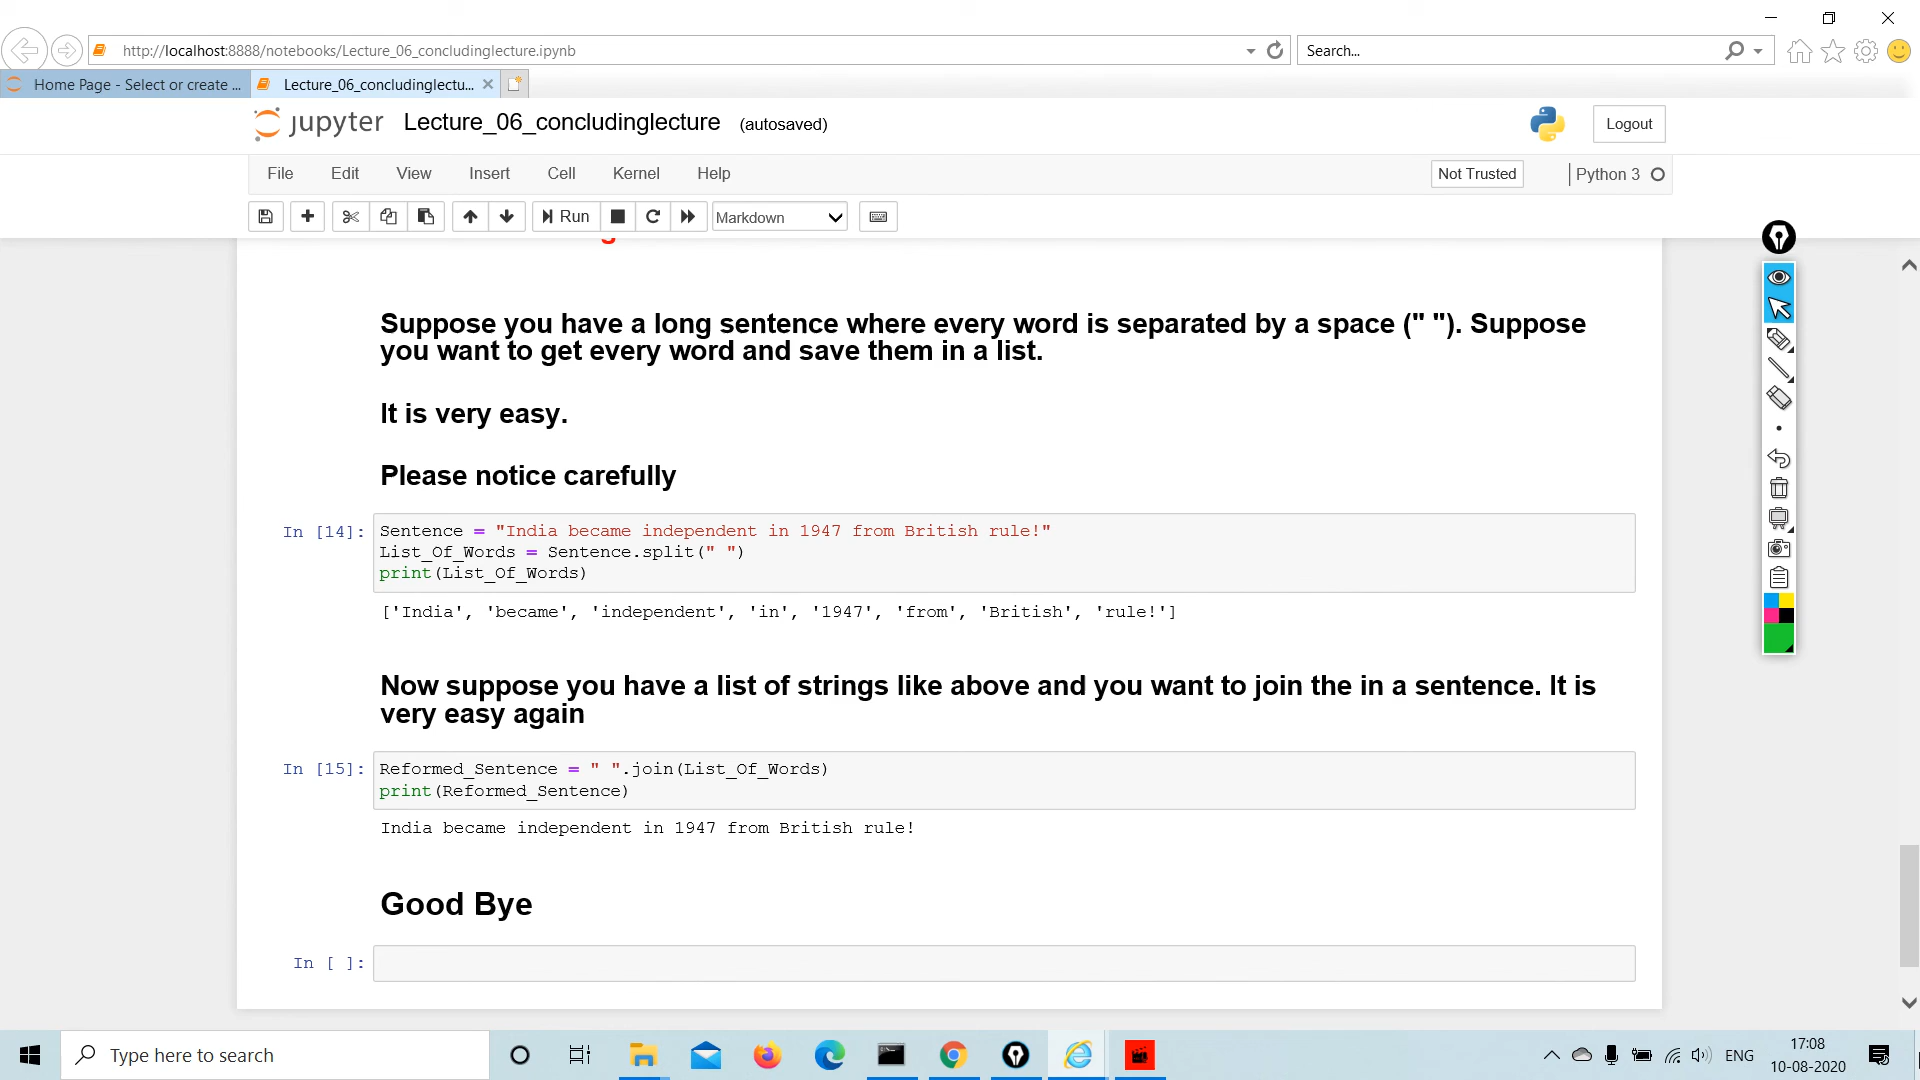 http://localhost:8888/notebooks/Lecture_06_concludinglecture.ipynb
Search...
Home Page - Select or create ...
Lecture_06_concludinglectu...
jupyter Lecture_06_concludinglecture (autosaved)
Logout
File Edit View Insert Cell Kernel Help
Not Trusted
Python 3
Run
Markdown
Suppose you have a long sentence where every word is separated by a space (" "). Suppose
you want to get every word and save them in a list.
It is very easy.
Please notice carefully
In [14]:
Sentence = "India became independent in 1947 from British rule!"
List_Of_Words = Sentence.split(" ")
print(List_Of_Words)
['India', 'became', 'independent', 'in', '1947', 'from', 'British', 'rule!']
Now suppose you have a list of strings like above and you want to join the in a sentence. It is
very easy again
In [15]:
Reformed_Sentence = " ".join(List_Of_Words)
print(Reformed_Sentence)
India became independent in 1947 from British rule!
Good Bye
In [ ]:
Type here to search
ENG
17:08
10-08-2020